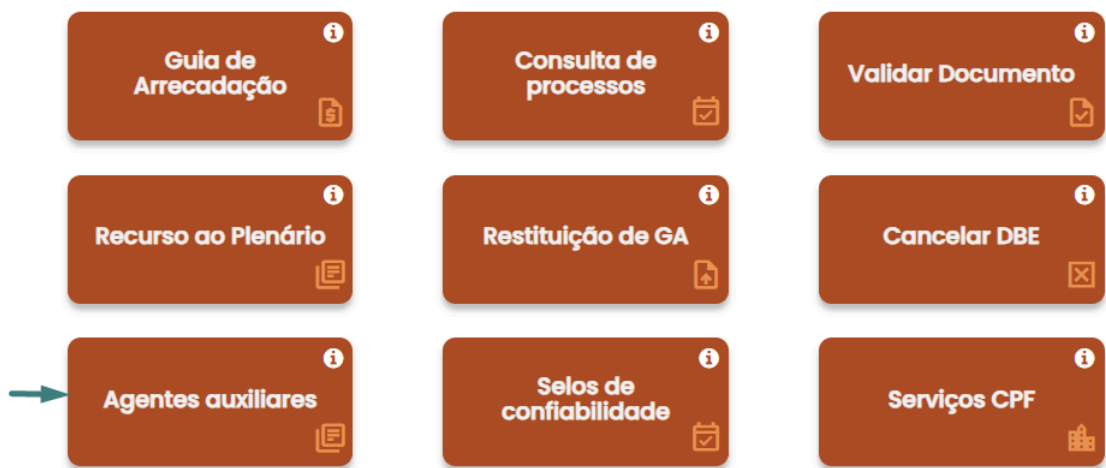 Guia de
Arrecadação
Consulta de
processos
Validar Documento
Recurso ao Plenário
Restituição de GA
Cancelar DBE
Agentes auxiliares
Selos de
confiabilidade
Serviços CPF